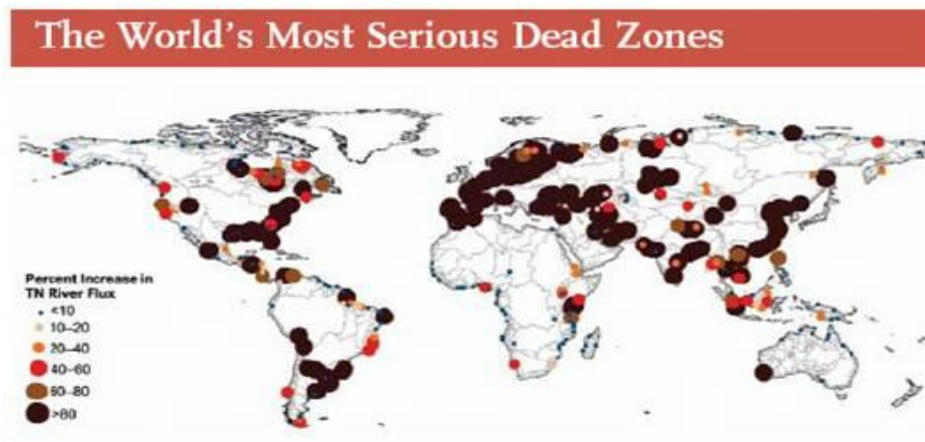 The World's Most Serious Dead Zones
Percent Increase in
TN River Flux
<10
10–20
20–40
40–60
60–80
>80